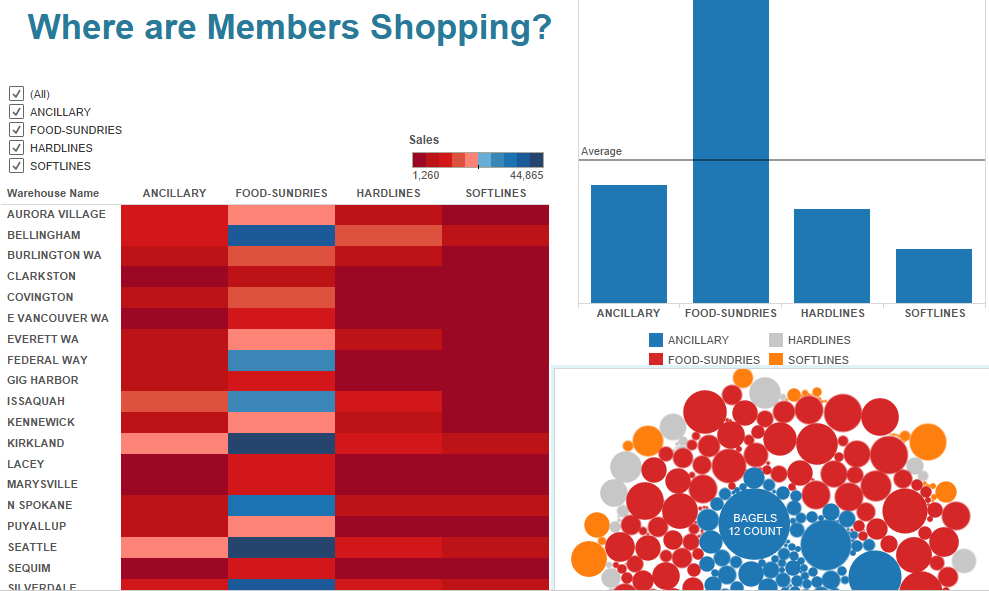 Where are Members Shopping?
(All)
ANCILLARY
FOOD-SUNDRIES
HARDLINES
SOFTLINES
Sales
1,260 44,865
Warehouse Name ANCILLARY FOOD-SUNDRIES HARDLINES SOFTLINES
AURORA VILLAGE
BELLINGHAM
BURLINGTON WA
CLARKSTON
COVINGTON
E VANCOUVER WA
EVERETT WA
FEDERAL WAY
GIG HARBOR
ISSAQUAH
KENNEWICK
KIRKLAND
LACEY
MARYSVILLE
N SPOKANE
PUYALLUP
SEATTLE
SEQUIM
SILVERDALE
Average
ANCILLARY FOOD-SUNDRIES HARDLINES SOFTLINES
ANCILLARY HARDLINES
FOOD-SUNDRIES SOFTLINES
BAGELS
12 COUNT